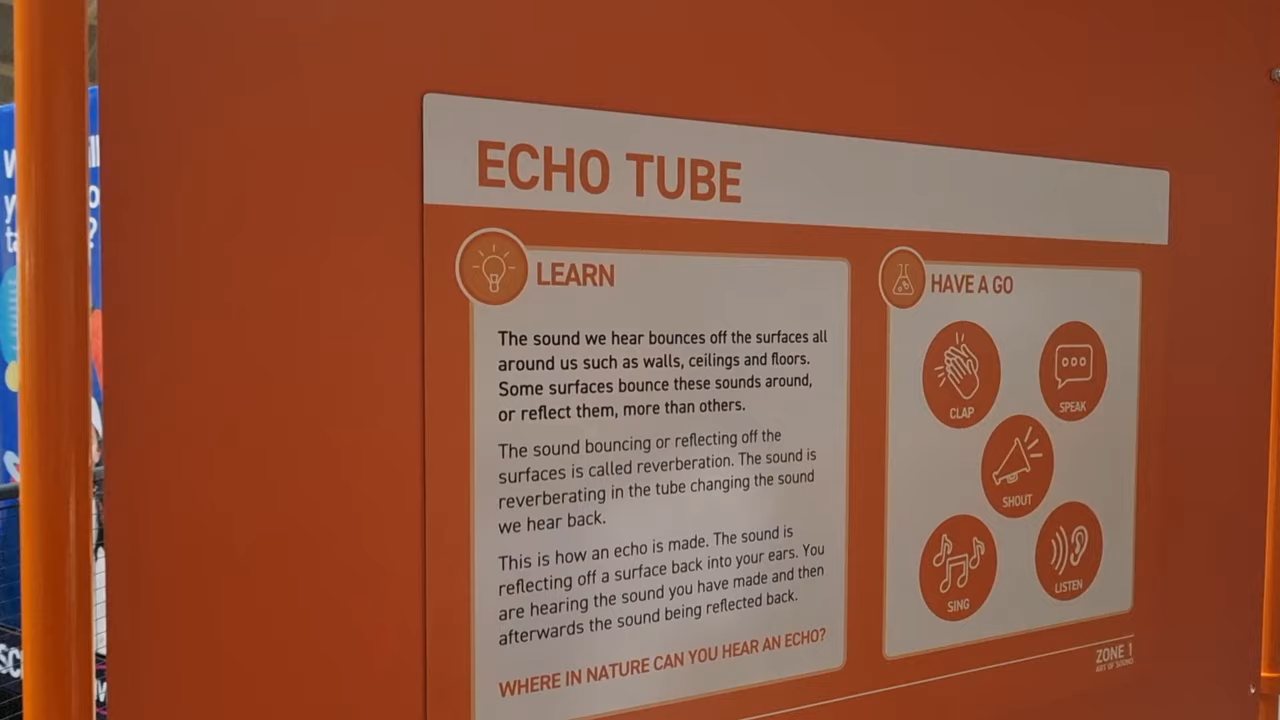 ECHO TUBE
LEARN
The sound we hear bounces off the surfaces all
around us such as walls, ceilings and floors.
Some surfaces bounce these sounds around,
or reflect them, more than others.
The sound bouncing or reflecting off the
surfaces is called reverberation. The sound is
reverberating in the tube changing the sound
we hear back.
This is how an echo is made. The sound is
reflecting off a surface back into your ears. You
are hearing the sound you have made and then
afterwards the sound being reflected back.
WHERE IN NATURE CAN YOU HEAR AN ECHO?
HAVE A GO
CLAP
SPEAK
SHOUT
SING
LISTEN
ZONE 1
ART OF SOUND